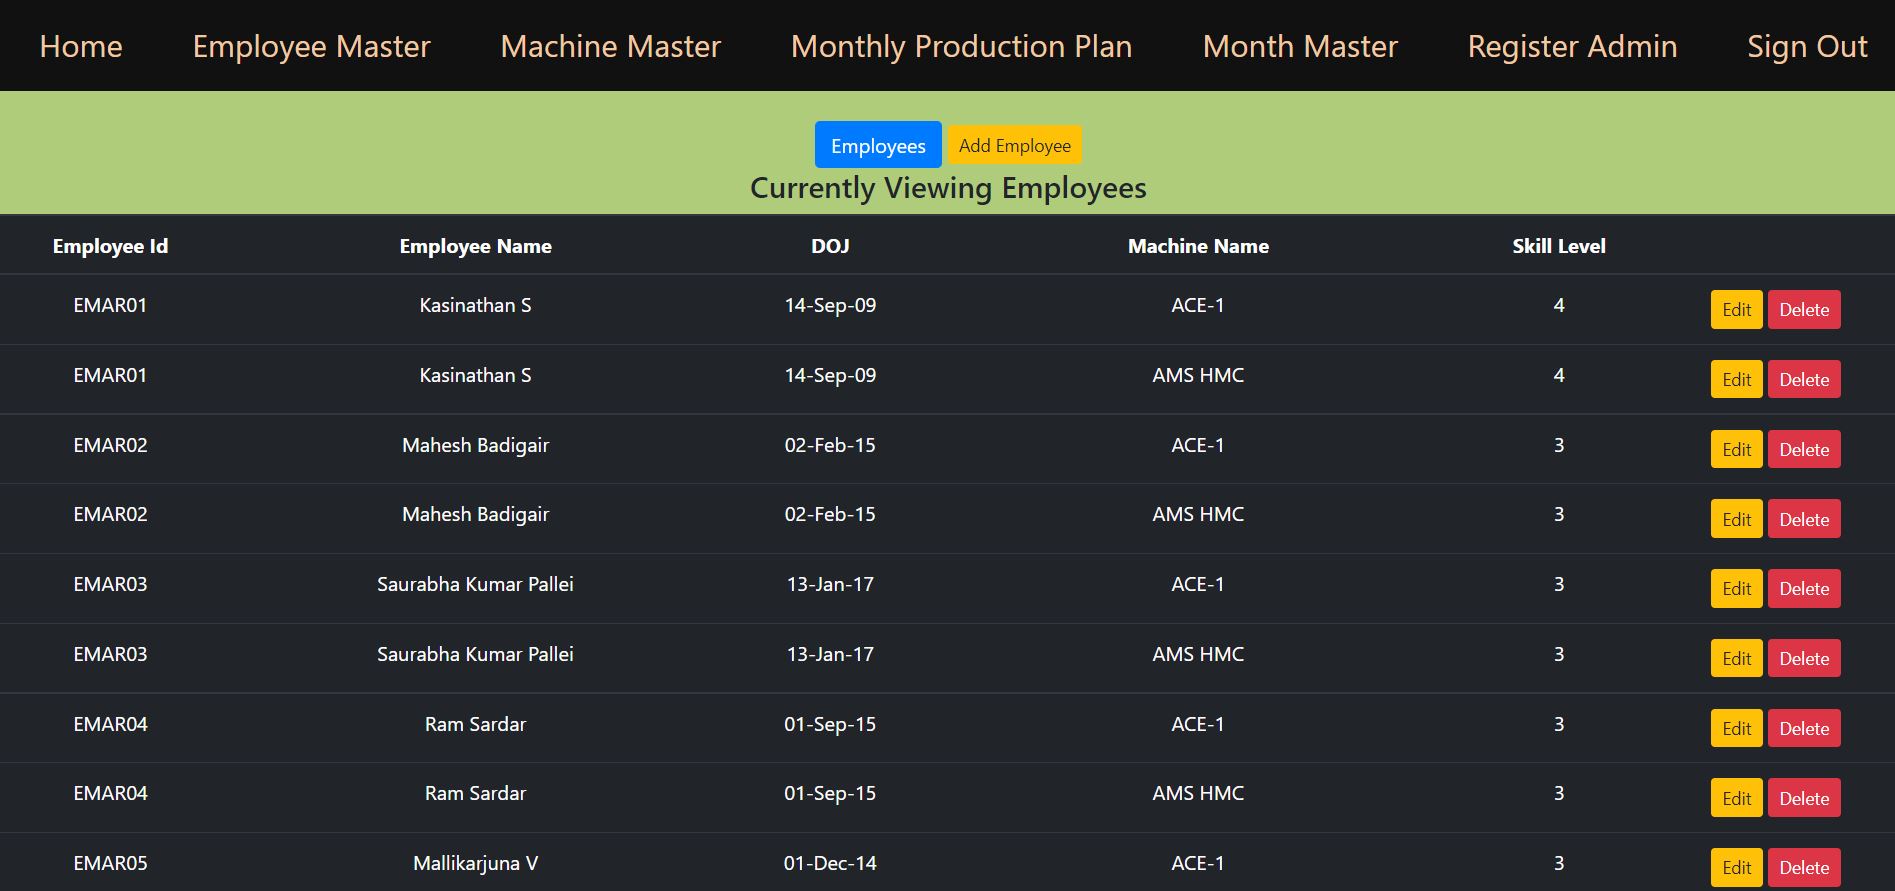 Home Employee Master Machine Master Monthly Production Plan Month Master Register Admin Sign Out
Employees Add Employee
Currently Viewing Employees
Employee Id Employee Name DOJ Machine Name Skill Level
EMAR01 Kasinathan S 14-Sep-09 ACE-1 4 Edit Delete
EMAR01 Kasinathan S 14-Sep-09 AMS HMC 4 Edit Delete
EMAR02 Mahesh Badigair 02-Feb-15 ACE-1 3 Edit Delete
EMAR02 Mahesh Badigair 02-Feb-15 AMS HMC 3 Edit Delete
EMAR03 Saurabha Kumar Pallei 13-Jan-17 ACE-1 3 Edit Delete
EMAR03 Saurabha Kumar Pallei 13-Jan-17 AMS HMC 3 Edit Delete
EMAR04 Ram Sardar 01-Sep-15 ACE-1 3 Edit Delete
EMAR04 Ram Sardar 01-Sep-15 AMS HMC 3 Edit Delete
EMAR05 Mallikarjuna V 01-Dec-14 ACE-1 3 Edit Delete